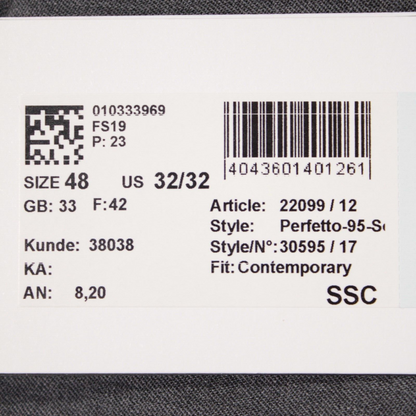 010333969
FS19
P: 23
4043601401261
SIZE 48 US 32/32
GB: 33 F:42
Article: 22099 / 12
Style: Perfetto-95-S
Kunde: 38038
Style/N°: 30595 / 17
KA:
Fit: Contemporary
AN: 8,20
SSC